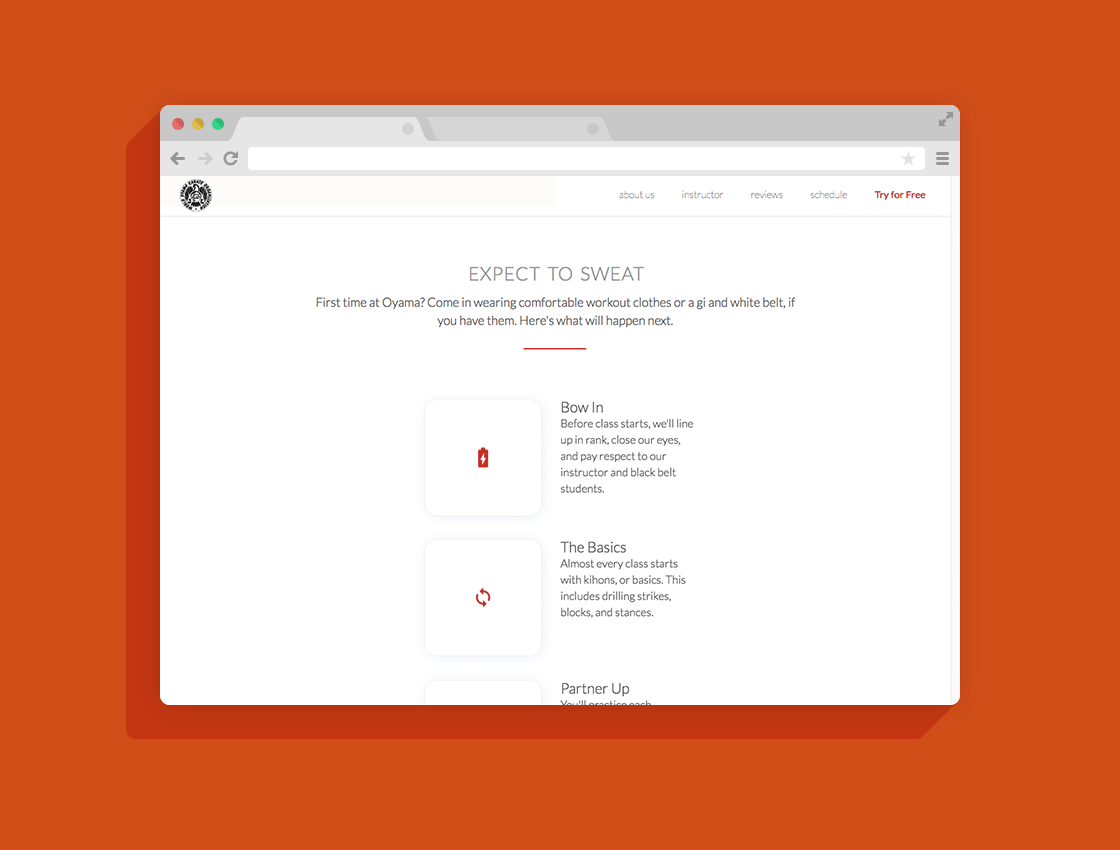 about us
instructor
reviews
schedule
Try for Free
EXPECT TO SWEAT
First time at Oyama? Come in wearing comfortable workout clothes or a gi and white belt, if
you have them. Here's what will happen next.
Bow In
Before class starts, we'll line
up in rank, close our eyes,
and pay respect to our
instructor and black belt
students.
The Basics
Almost every class starts
with kihons, or basics. This
includes drilling strikes,
blocks, and stances.
Partner Up
You'll practice each